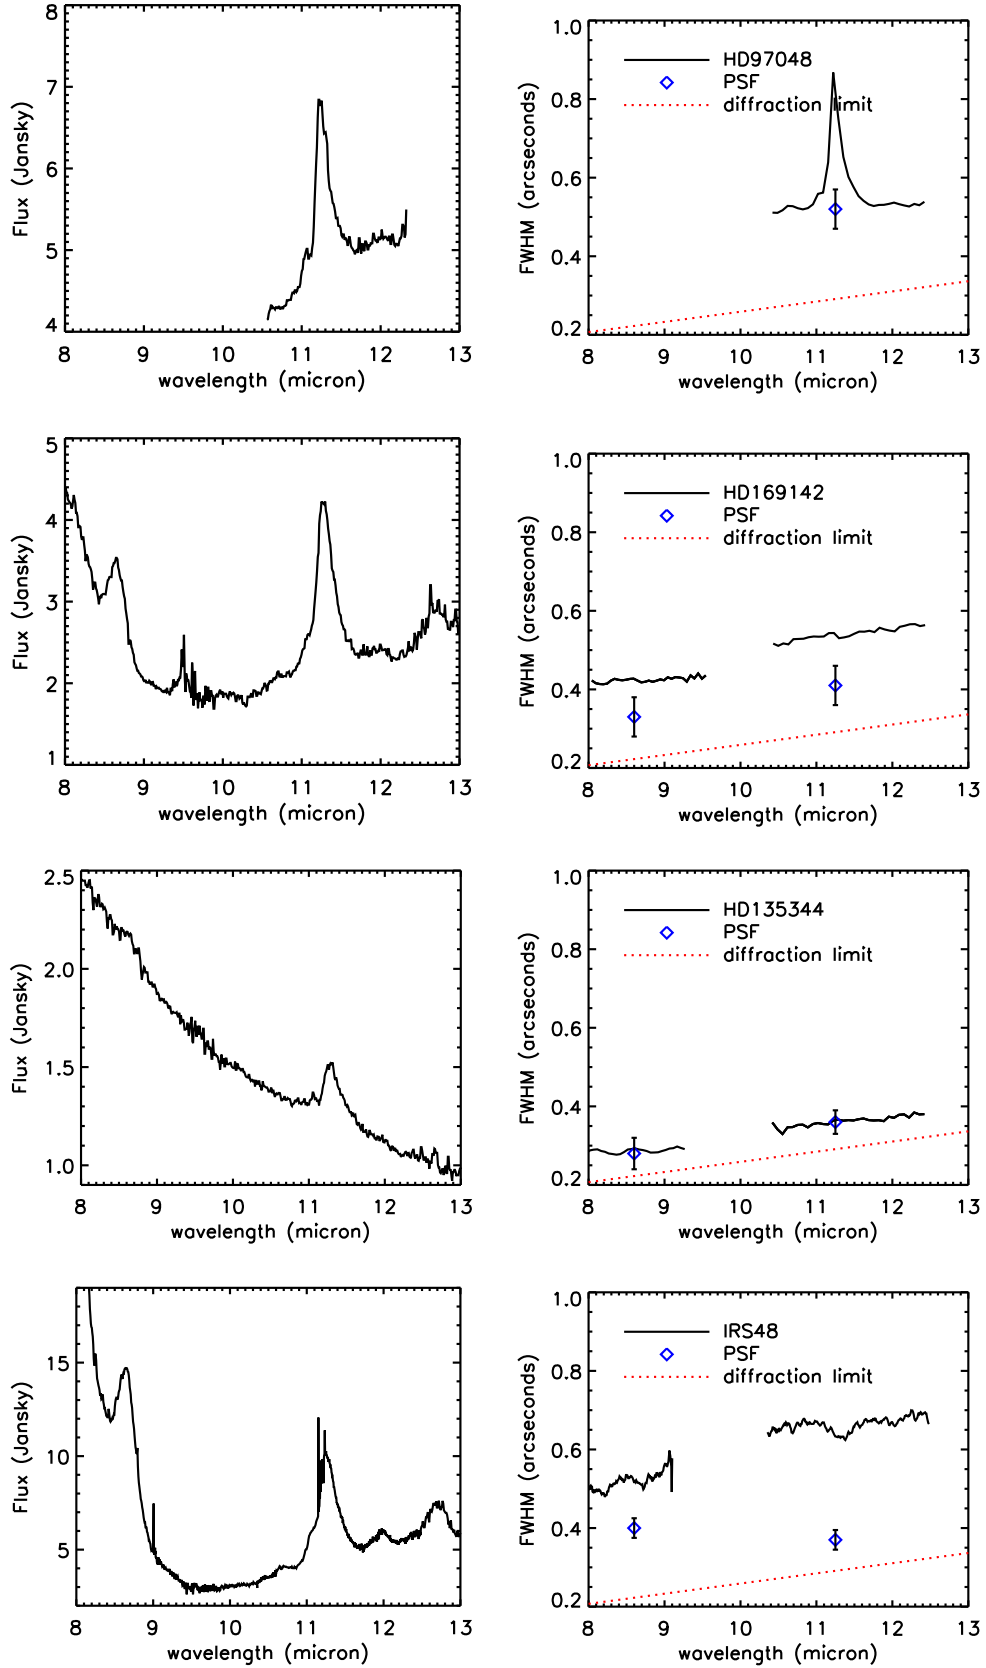 8
7
6
5
4
Flux (Jansky)
8 9 10 11 12 13
wavelength (micron)
1.0
0.8
0.6
0.4
0.2
FWHM (arcseconds)
HD97048
PSF
diffraction limit
8 9 10 11 12 13
wavelength (micron)
5
4
3
2
1
Flux (Jansky)
8 9 10 11 12 13
wavelength (micron)
1.0
0.8
0.6
0.4
0.2
FWHM (arcseconds)
HD169142
PSF
diffraction limit
8 9 10 11 12 13
wavelength (micron)
2.5
2.0
1.5
1.0
Flux (Jansky)
8 9 10 11 12 13
wavelength (micron)
1.0
0.8
0.6
0.4
0.2
FWHM (arcseconds)
HD135344
PSF
diffraction limit
8 9 10 11 12 13
wavelength (micron)
15
10
5
Flux (Jansky)
8 9 10 11 12 13
wavelength (micron)
1.0
0.8
0.6
0.4
0.2
FWHM (arcseconds)
IRS48
PSF
diffraction limit
8 9 10 11 12 13
wavelength (micron)